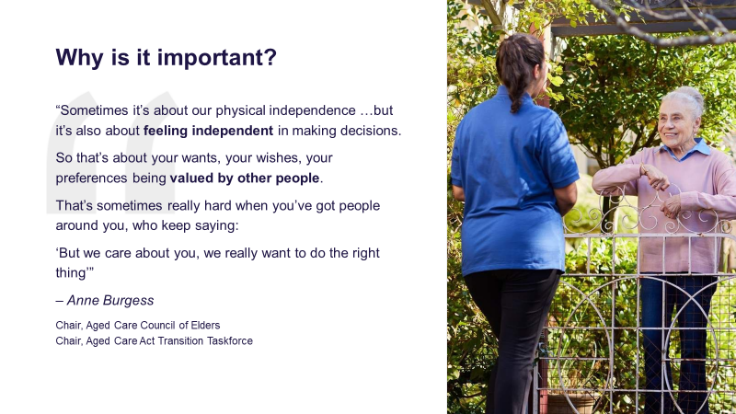 Why is it important?
“Sometimes it’s about our physical independence …but
it’s also about feeling independent in making decisions.
So that’s about your wants, your wishes, your
preferences being valued by other people.
That’s sometimes really hard when you’ve got people
around you, who keep saying:
‘But we care about you, we really want to do the right
thing’”
– Anne Burgess
Chair, Aged Care Council of Elders
Chair, Aged Care Act Transition Taskforce